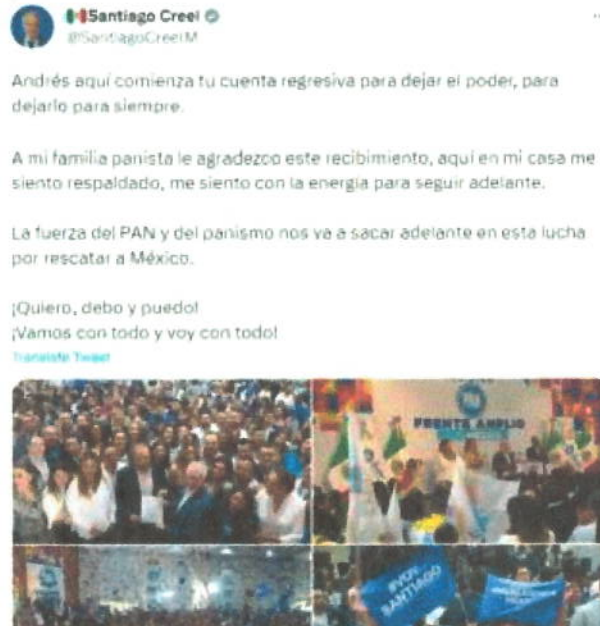 Santiago Creel
@SantiagoCreelM
Andrés aquí comienza tu cuenta regresiva para dejar el poder, para
dejarlo para siempre.
A mi familia panista le agradezco este recibimiento, aquí en mi casa me
siento respaldado, me siento con la energía para seguir adelante.
La fuerza del PAN y del panismo nos va a sacar adelante en esta lucha
por rescatar a México.
¡Quiero, debo y puedo!
¡Vamos con todo y voy con todo!
Translate Tweet
FRENTE AMPLIO
#VOY
SANTIAGO